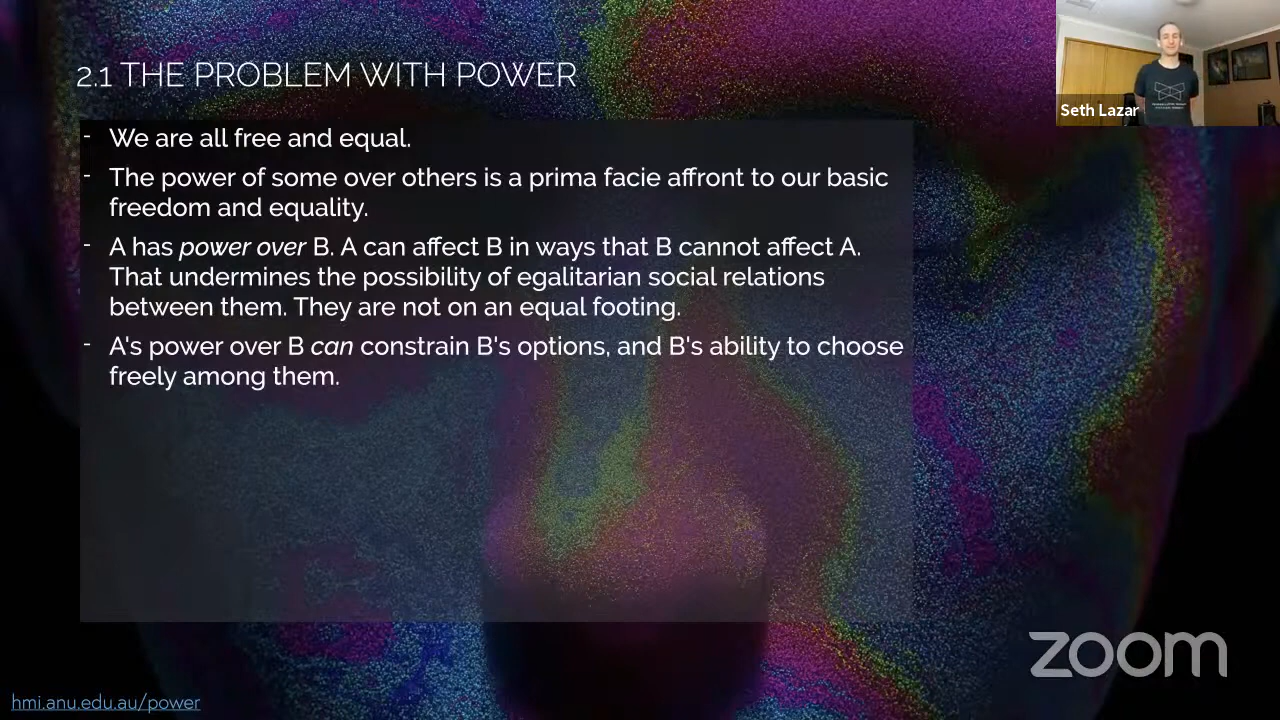 2.1 THE PROBLEM WITH POWER
Seth Lazar
- We are all free and equal.
- The power of some over others is a prima facie affront to our basic
freedom and equality.
- A has power over B. A can affect B in ways that B cannot affect A.
That undermines the possibility of egalitarian social relations
between them. They are not on an equal footing.
- A's power over B can constrain B's options, and B's ability to choose
freely among them.
zoom
hmi.anu.edu.au/power